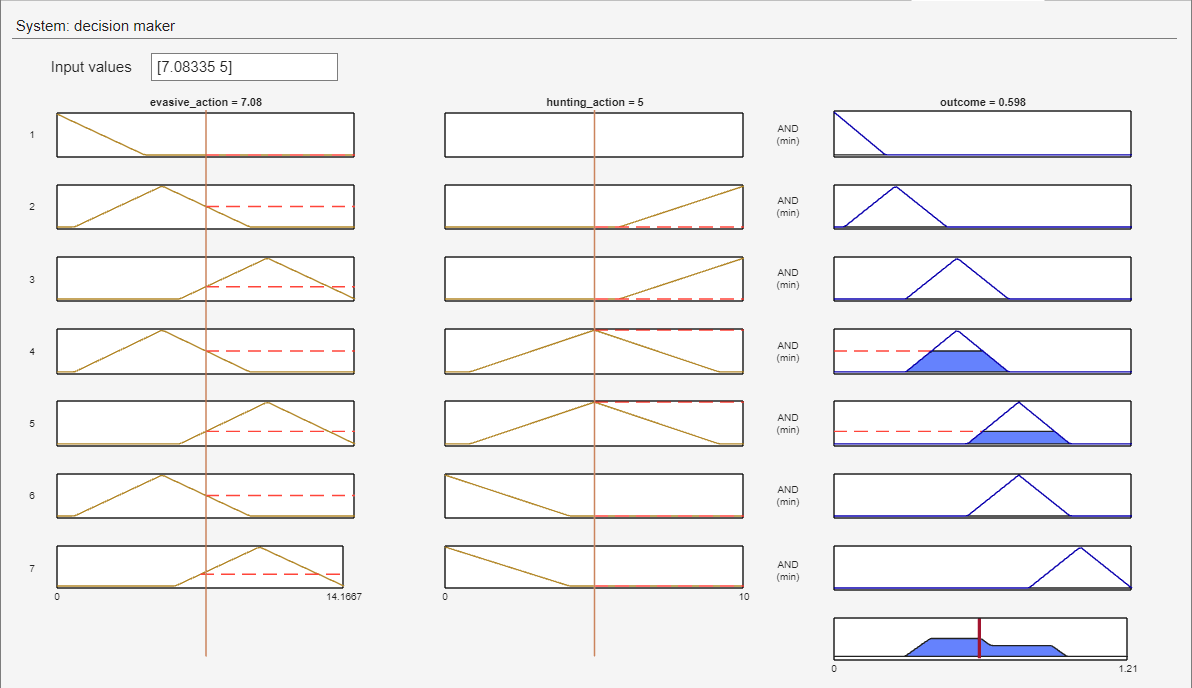 System: decision maker
Input values [7.08335 5]
evasive_action = 7.08 hunting_action = 5 outcome = 0.598
1 AND
(min)
2 AND
(min)
3 AND
(min)
4 AND
(min)
5 AND
(min)
6 AND
(min)
7 AND
(min)
0 14.1667 0 10
0 1.21